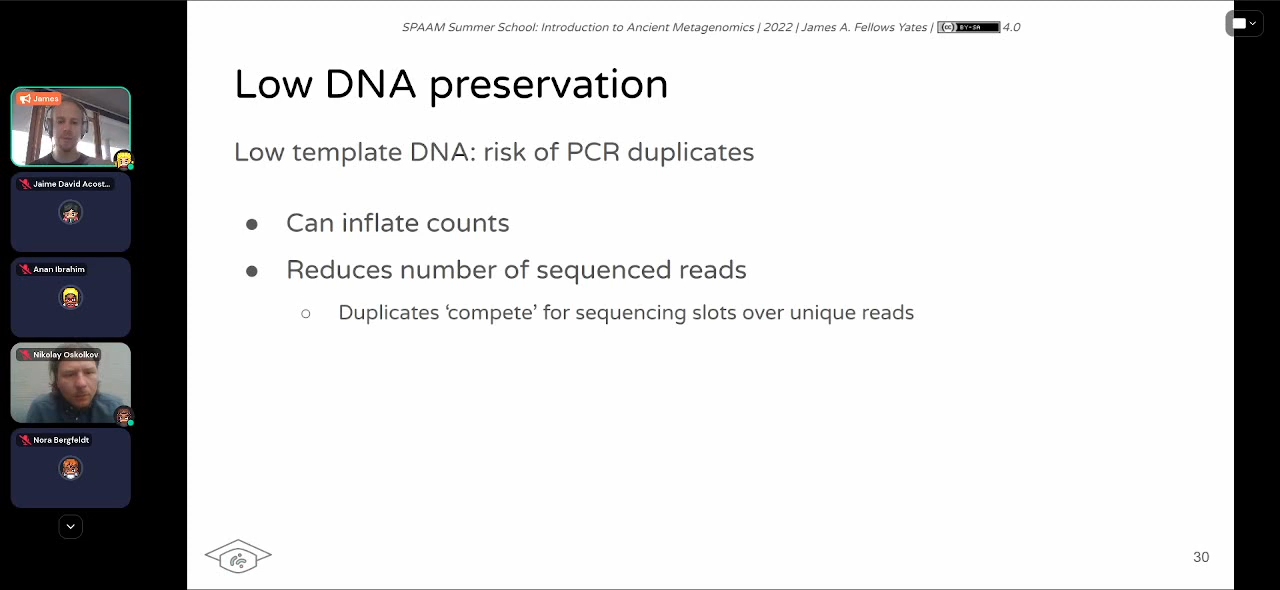 SPAAM Summer School: Introduction to Ancient Metagenomics | 2022 | James A. Fellows Yates | (cc) BY-SA 4.0
Low DNA preservation
Low template DNA: risk of PCR duplicates
● Can inflate counts
● Reduces number of sequenced reads
○ Duplicates ‘compete’ for sequencing slots over unique reads
30
James
Jaime David Acost...
Anan Ibrahim
Nikolay Oskolkov
Nora Bergfeldt